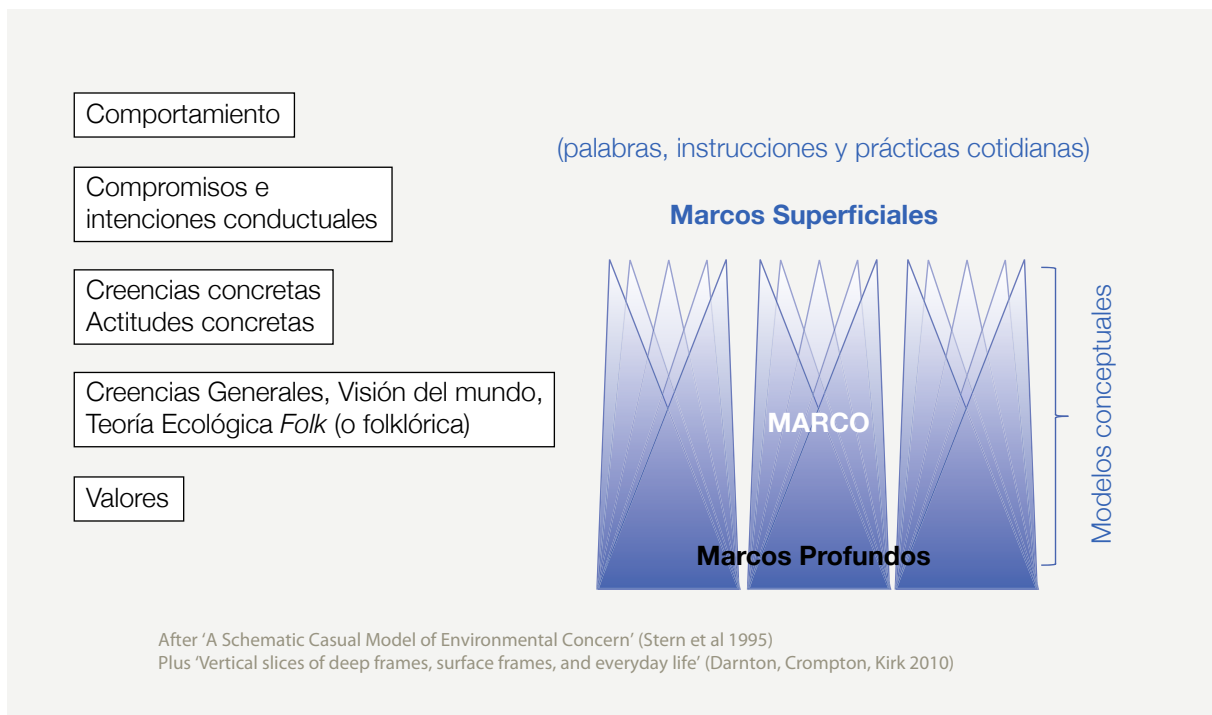 Comportamiento
Compromisos e
intenciones conductuales
Creencias concretas
Actitudes concretas
Creencias Generales, Visión del mundo,
Teoría Ecológica Folk (o folklórica)
Valores
(palabras, instrucciones y prácticas cotidianas)
Marcos Superficiales
MARCO
Marcos Profundos
Modelos conceptuales
After ‘A Schematic Casual Model of Environmental Concern’ (Stern et al 1995)
Plus ‘Vertical slices of deep frames, surface frames, and everyday life’ (Darnton, Crompton, Kirk 2010)